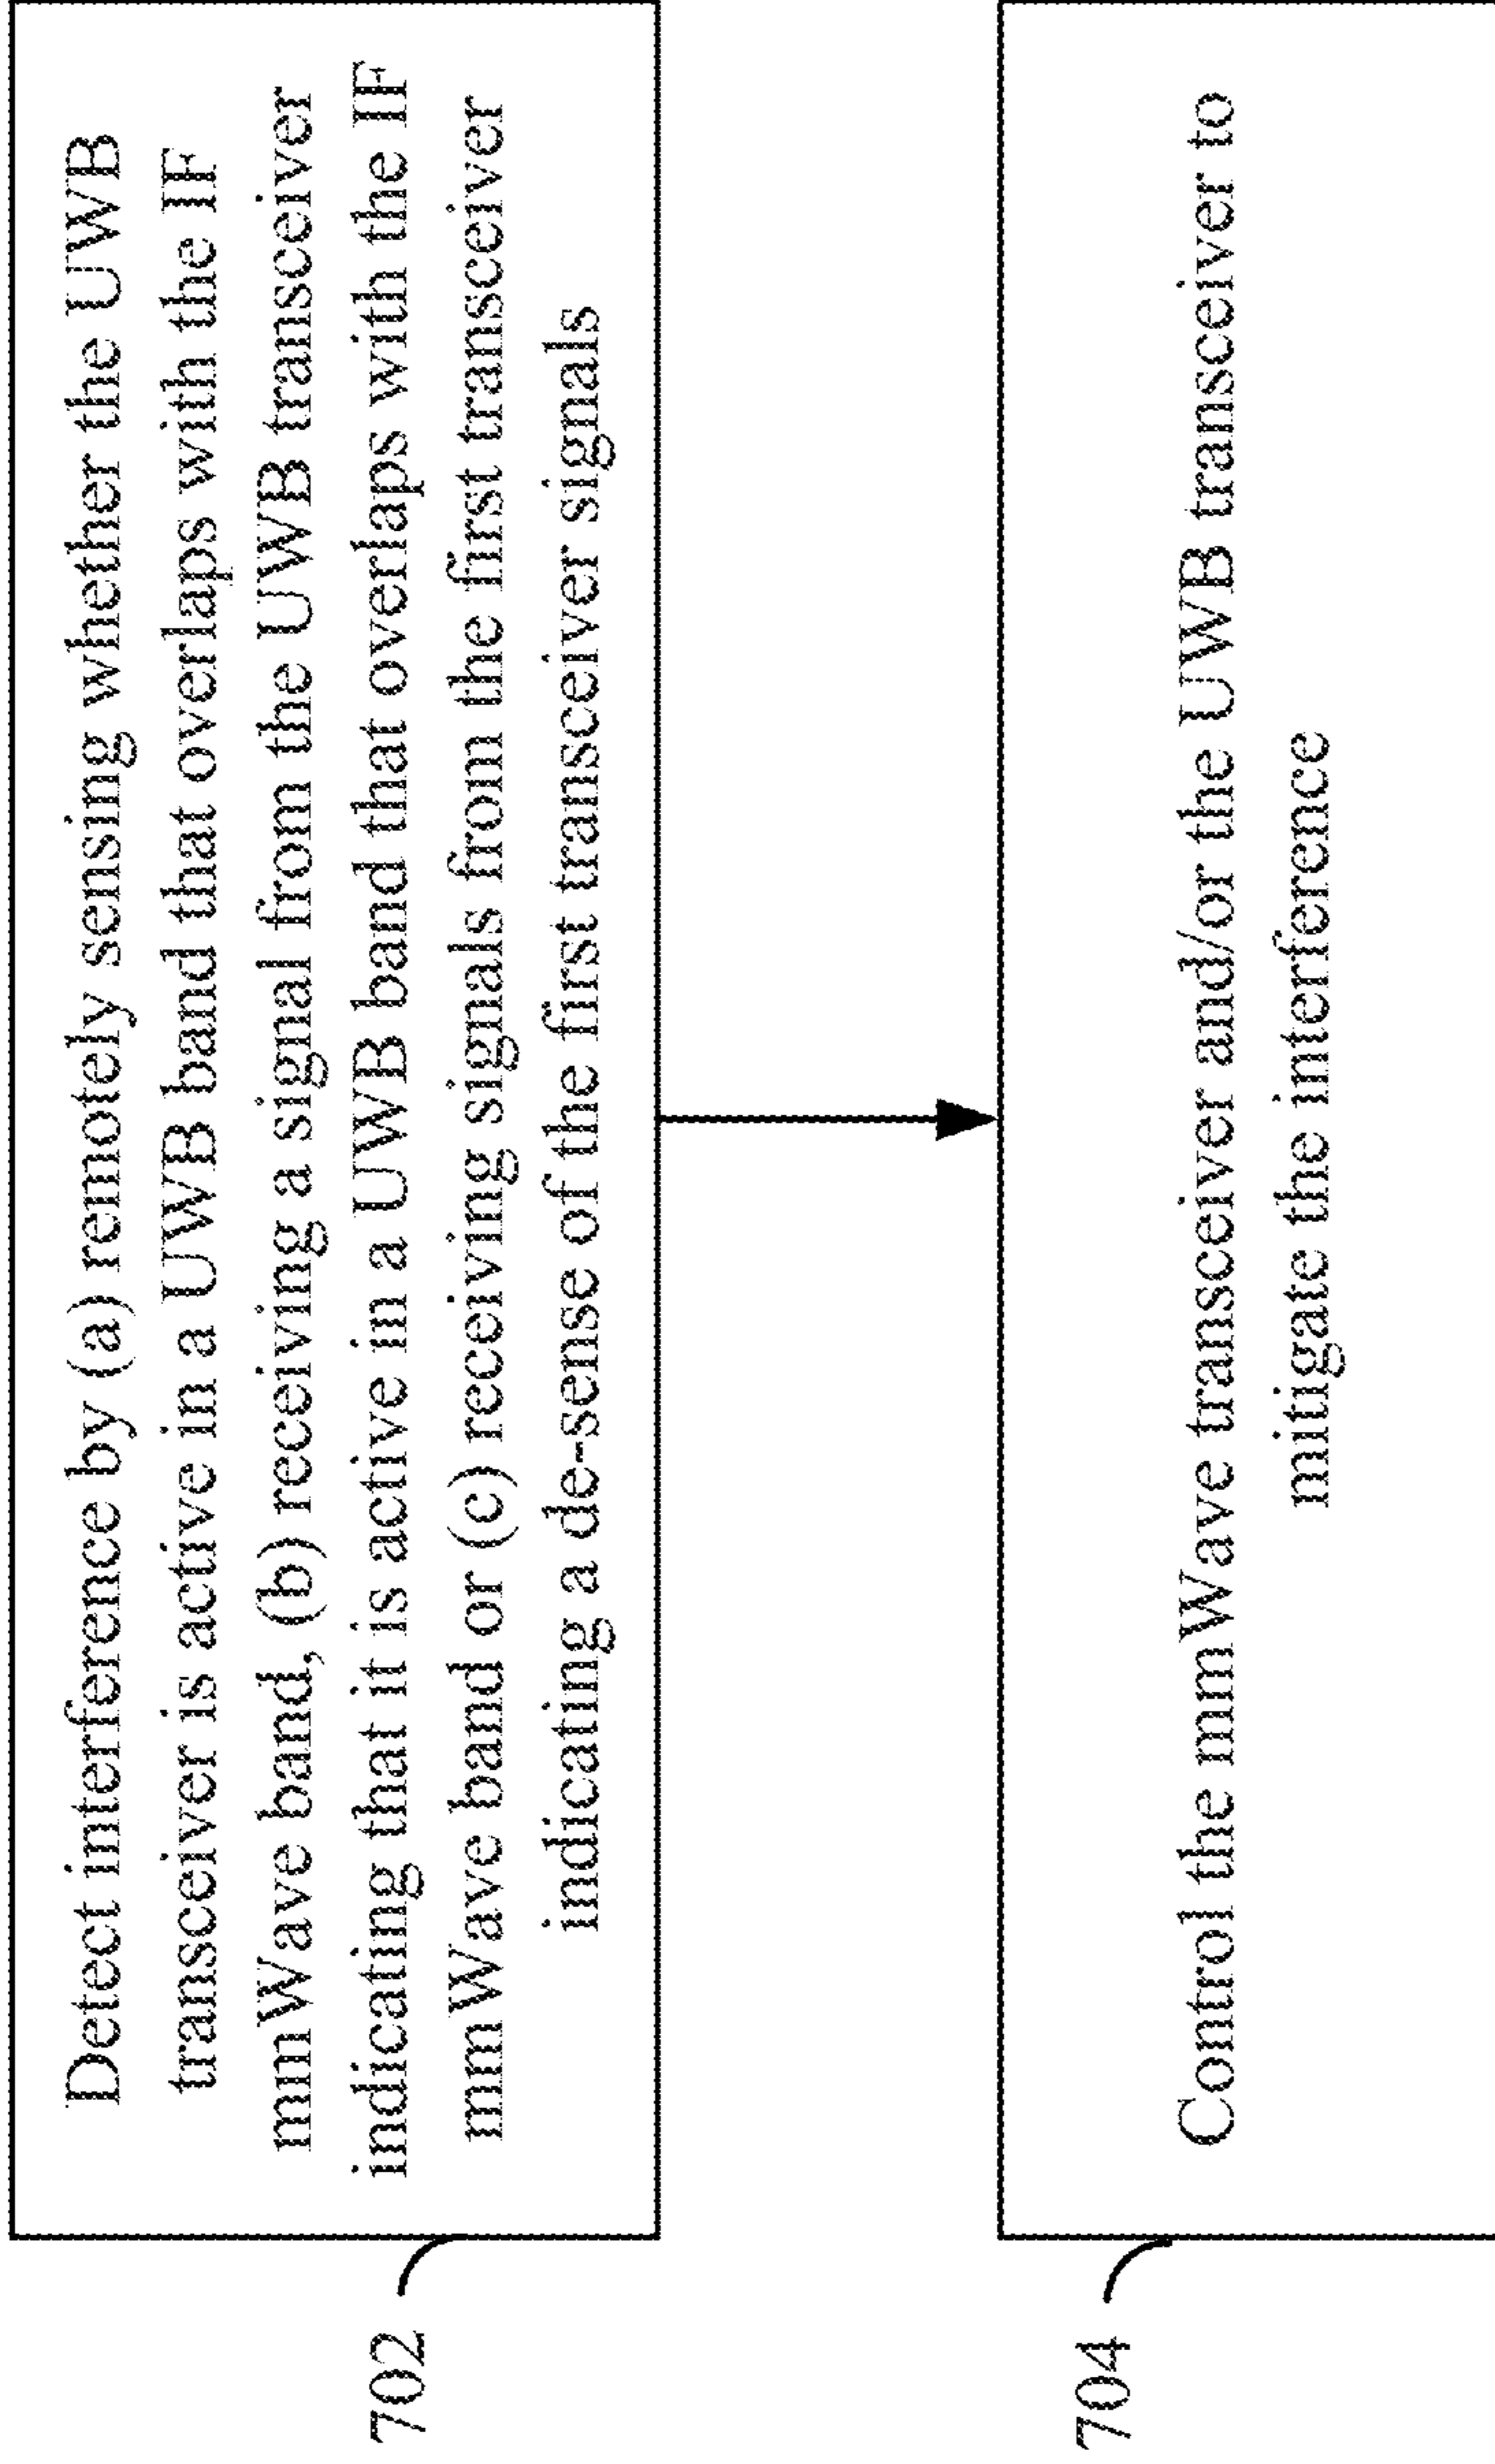 Detect interference by (a) remotely sensing whether the UWB
transceiver is active in a UWB band that overlaps with the IF
mmWave band, (b) receiving a signal from the UWB transceiver
indicating that it is active in a UWB band that overlaps with the IF
mmWave band or (c) receiving signals from the first transceiver
indicating a de-sense of the first transceiver signals
702
Control the mmWave transceiver and/or the UWB transceiver to
mitigate the interference
704